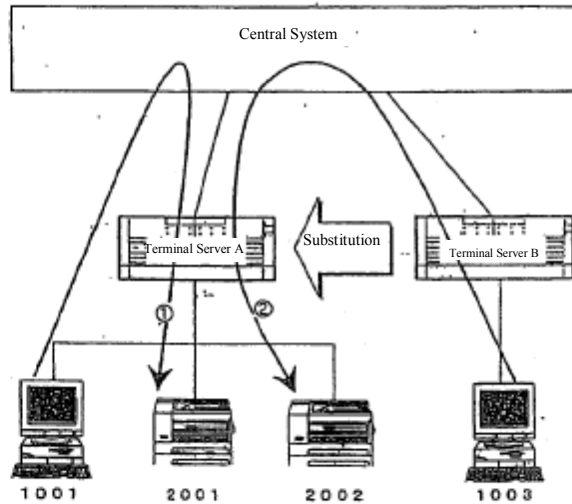 Central System
Terminal Server A
Substitution
Terminal Server B
①
②
1001
2001
2002
1003